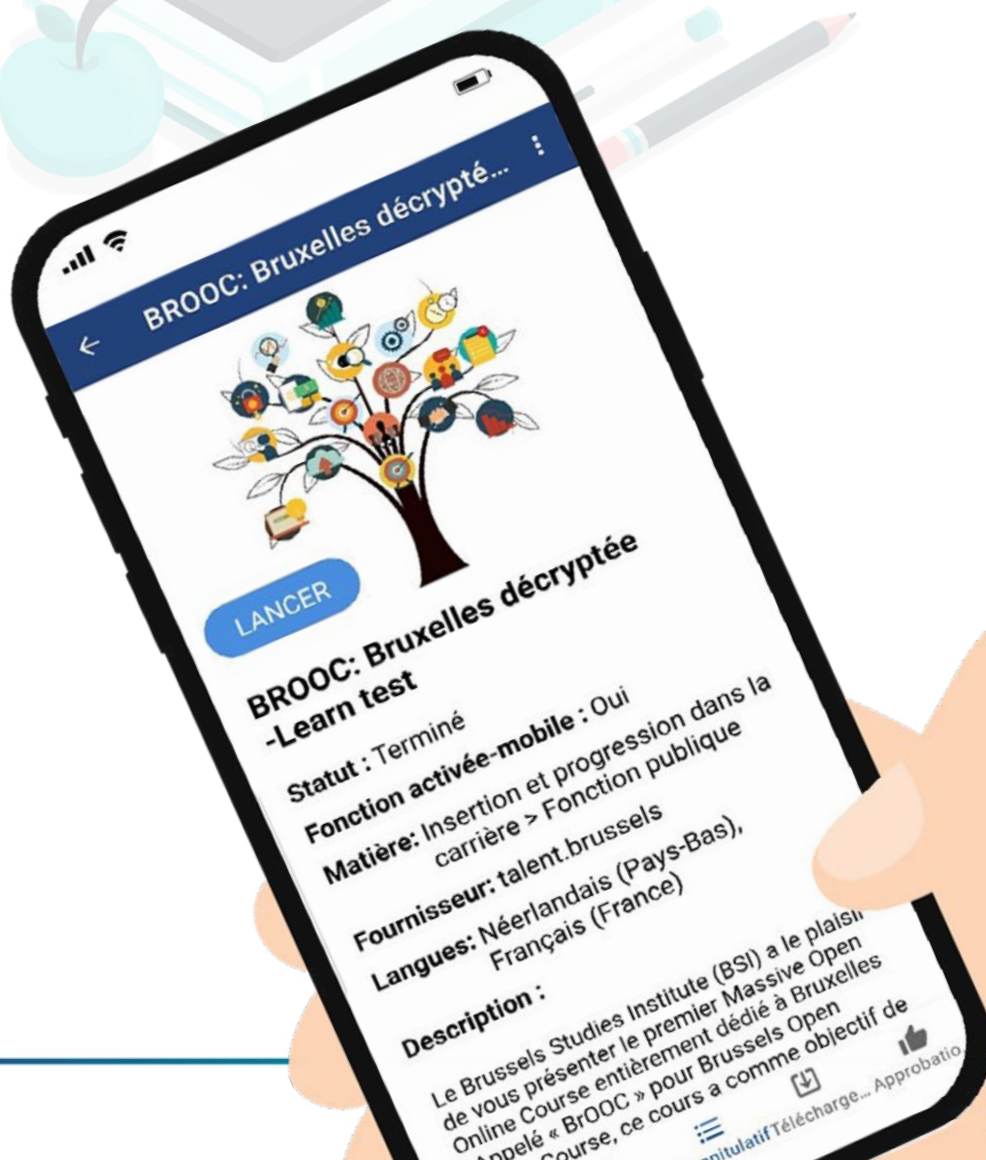 BROOC: Bruxelles décrypté...
LANCER
BROOC: Bruxelles décryptée
-Learn test
Statut : Terminé
Fonction activée-mobile : Oui
Matière: Insertion et progression dans la
carrière > Fonction publique
Fournisseur: talent.brussels
Langues: Néerlandais (Pays-Bas),
Français (France)
Description :
Le Brussels Studies Institute (BSI) a le plaisir
de vous présenter le premier Massive Open
Online Course entièrement dédié à Bruxelles
Appelé « BrOOC » pour Brussels Open
Course, ce cours a comme objectif de
Télécharge... Approbatio